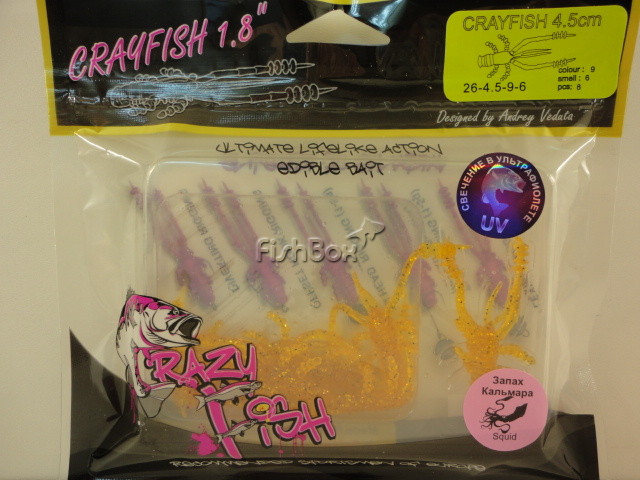 CRAYFISH 1.8"
CRAYFISH 4.5cm
colour : 9
smell : 6
pcs: 8
26-4.5-9-6
Designed by Andrey Vedata
ULTIMATE LIFELIKE ACTION
EDIBLE BAIT
СВЕЧЕНИЕ В УЛЬТРАФИОЛЕТЕ
UV
FishBox
CRAZY
FISH
Запах
Кальмара
Squid